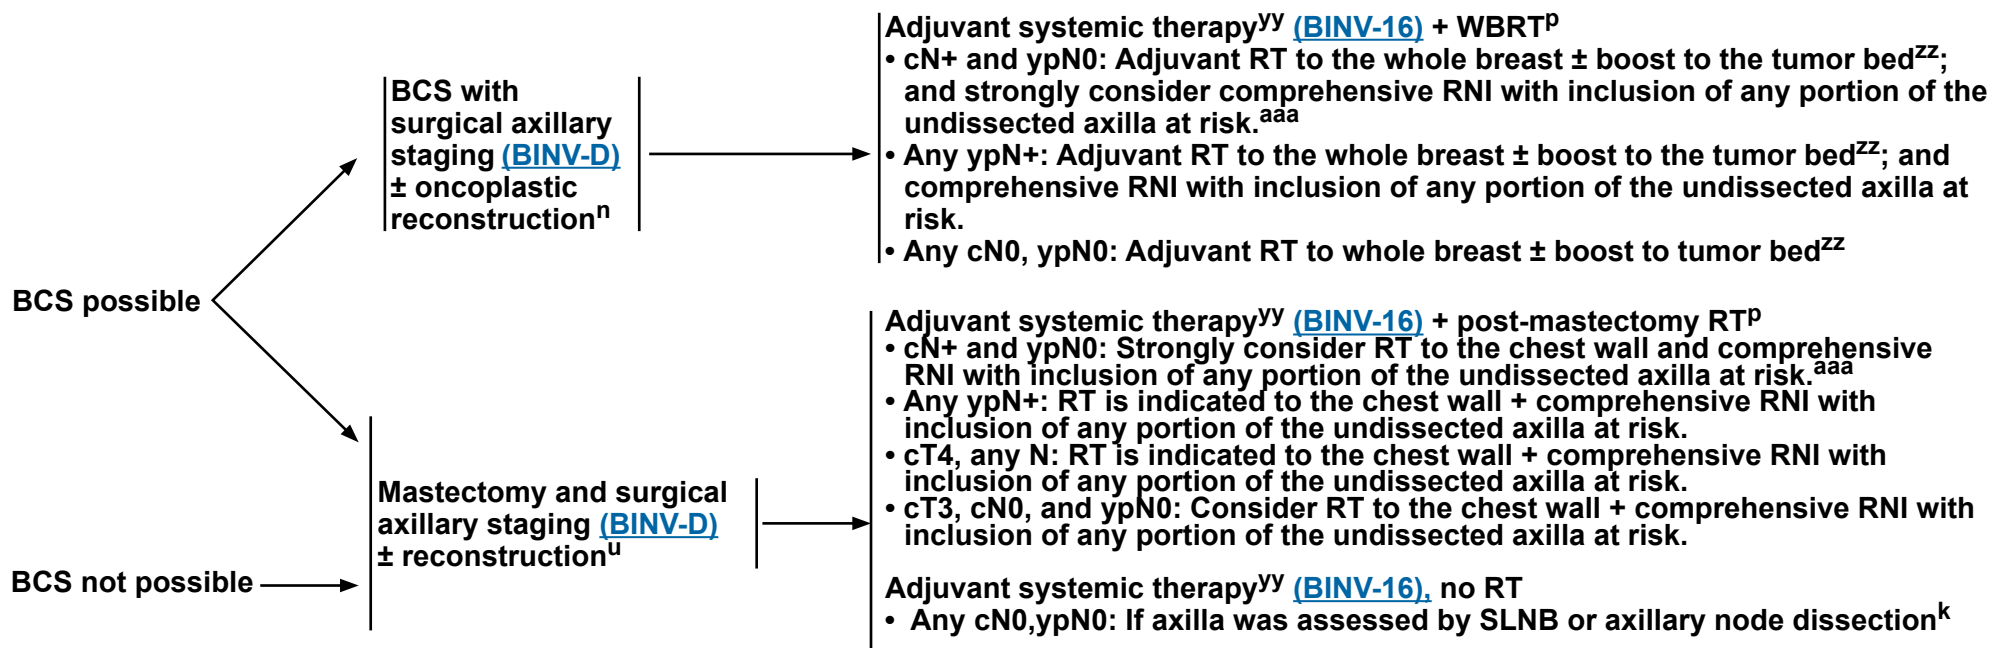 BCS possible
BCS with
surgical axillary
staging (BINV-D)
± oncoplastic
reconstructionⁿ
Adjuvant systemic therapyʸʸ (BINV-16) + WBRTᵖ
• cN+ and ypN0: Adjuvant RT to the whole breast ± boost to the tumor bedᶻᶻ;
and strongly consider comprehensive RNI with inclusion of any portion of the
undissected axilla at risk.ᵃᵃᵃ
• Any ypN+: Adjuvant RT to the whole breast ± boost to the tumor bedᶻᶻ; and
comprehensive RNI with inclusion of any portion of the undissected axilla at
risk.
• Any cN0, ypN0: Adjuvant RT to whole breast ± boost to tumor bedᶻᶻ
BCS not possible
Mastectomy and surgical
axillary staging (BINV-D)
± reconstructionᵘ
Adjuvant systemic therapyʸʸ (BINV-16) + post-mastectomy RTᵖ
• cN+ and ypN0: Strongly consider RT to the chest wall and comprehensive
RNI with inclusion of any portion of the undissected axilla at risk.ᵃᵃᵃ
• Any ypN+: RT is indicated to the chest wall + comprehensive RNI with
inclusion of any portion of the undissected axilla at risk.
• cT4, any N: RT is indicated to the chest wall + comprehensive RNI with
inclusion of any portion of the undissected axilla at risk.
• cT3, cN0, and ypN0: Consider RT to the chest wall + comprehensive RNI with
inclusion of any portion of the undissected axilla at risk.
Adjuvant systemic therapyʸʸ (BINV-16), no RT
• Any cN0,ypN0: If axilla was assessed by SLNB or axillary node dissectionᵏ